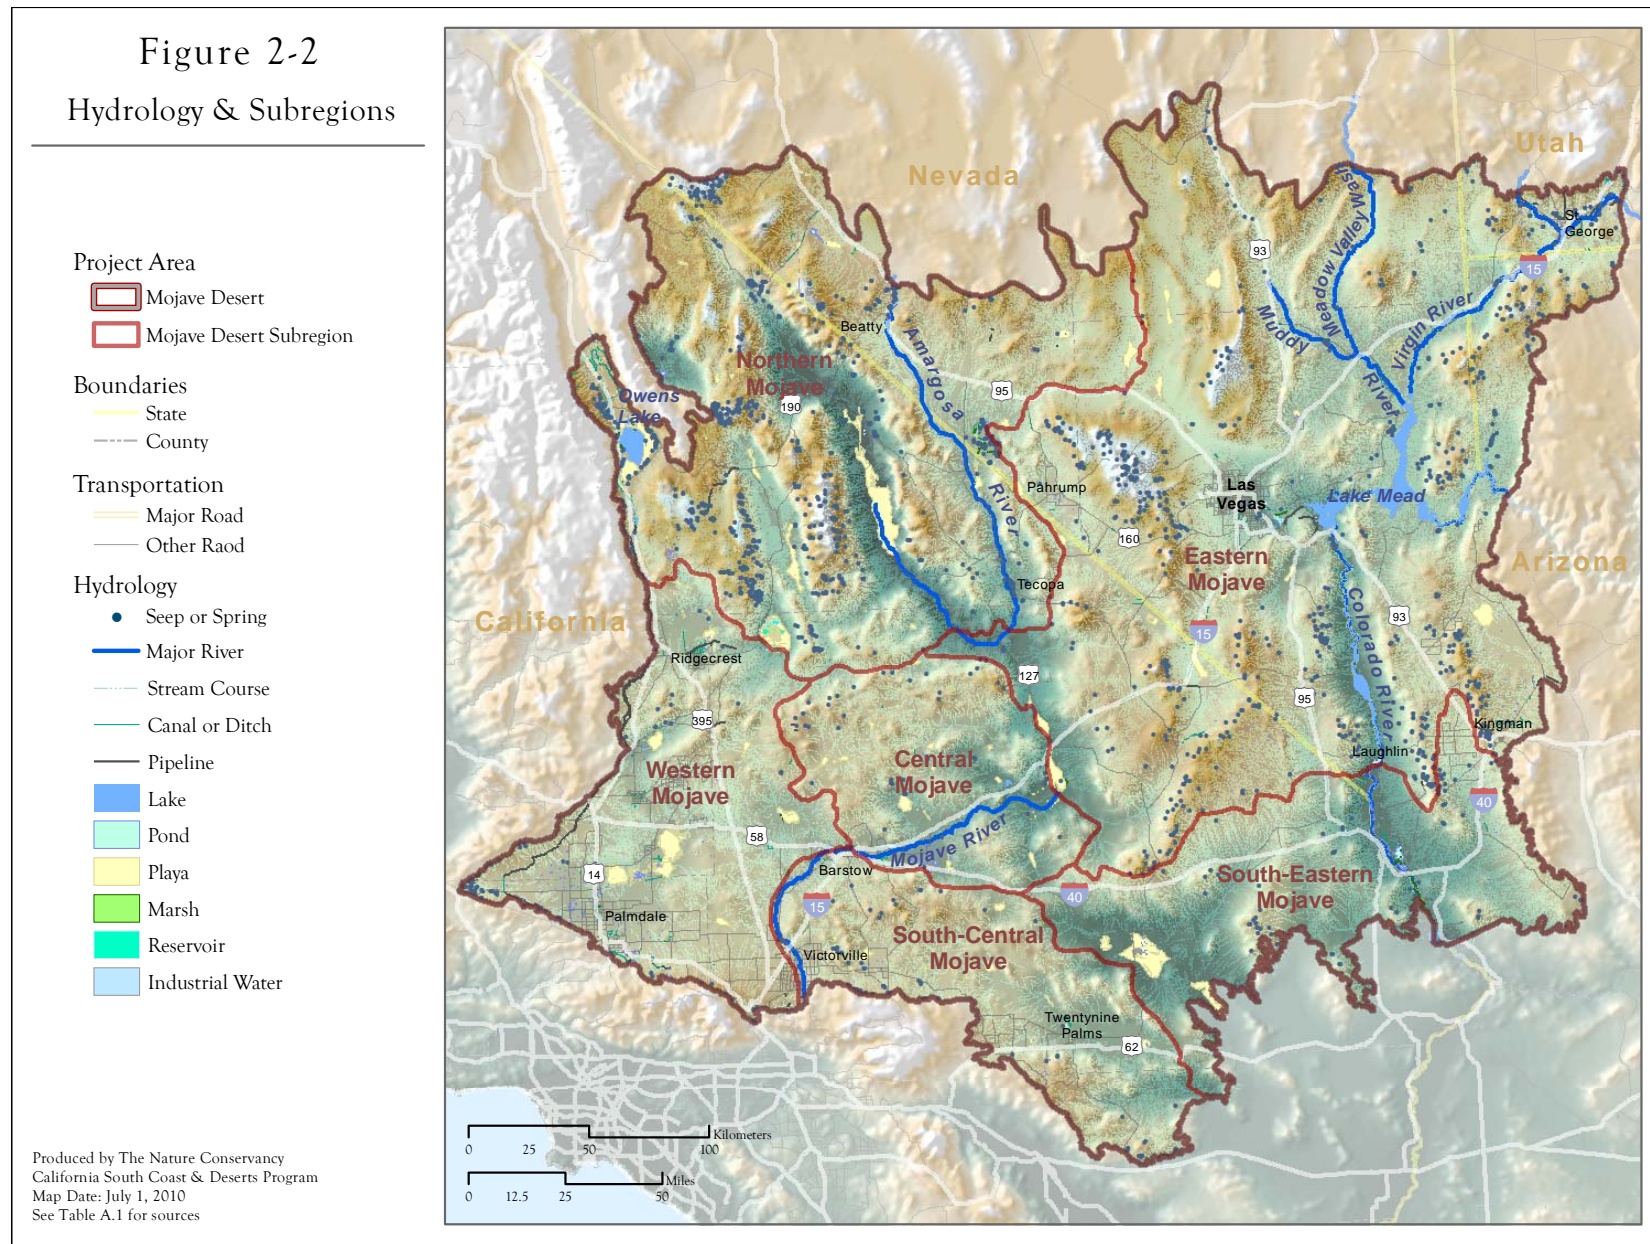 Figure 2-2
Hydrology & Subregions
Project Area
Mojave Desert
Mojave Desert Subregion
Boundaries
State
County
Transportation
Major Road
Other Raod
Hydrology
Seep or Spring
Major River
Stream Course
Canal or Ditch
Pipeline
Lake
Pond
Playa
Marsh
Reservoir
Industrial Water
Produced by The Nature Conservancy
California South Coast & Deserts Program
Map Date: July 1, 2010
See Table A.1 for sources
Nevada
Utah
St.
George
93
Meadow Valley Wash
15
Muddy
River
Virgin River
Beatty
Amargosa
River
Northern
Mojave
190
95
Owens
Lake
Pahrump
Las
Vegas
Lake Mead
160
Eastern
Mojave
Arizona
Tecopa
California
15
Colorado River
93
Ridgecrest
127
95
395
Kingman
Laughlin
Western
Mojave
Central
Mojave
40
58
Mojave River
Barstow
14
15
40
South-Eastern
Mojave
Palmdale
South-Central
Mojave
Victorville
Twentynine
Palms
62
Kilometers
0 25 50 100
Miles
0 12.5 25 50